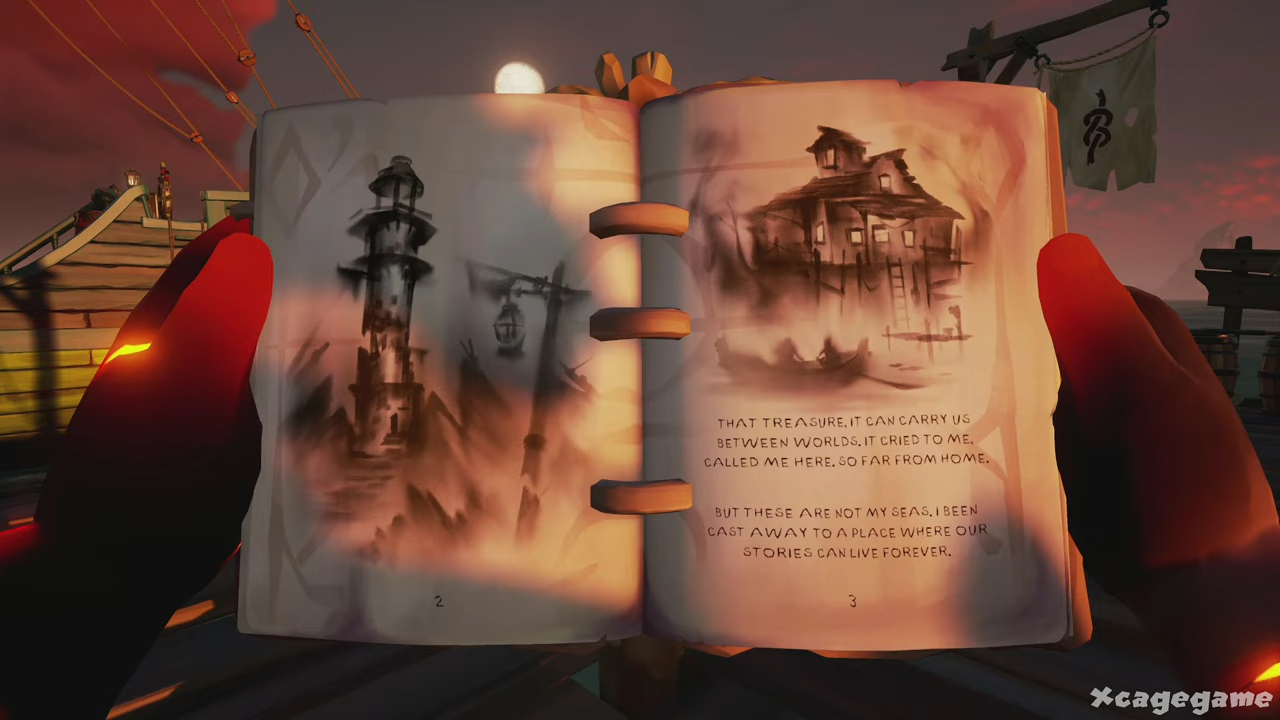 THAT TREASURE, IT CAN CARRY US
BETWEEN WORLDS. IT CRIED TO ME,
CALLED ME HERE. SO FAR FROM HOME.
BUT THESE ARE NOT MY SEAS. I BEEN
CAST AWAY TO A PLACE WHERE OUR
STORIES CAN LIVE FOREVER.
2
3
Xcagegame